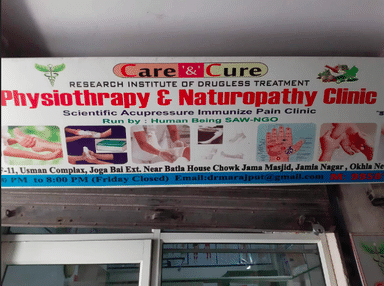 Care '&' Cure
RESEARCH INSTITUTE OF DRUGLESS TREATMENT
Physiothrapy & Naturopathy Clinic
Scientific Acupressure Immunize Pain Clinic
Run by : Human Being SAW-NGO
F-11, Usman Complax, Joga Bai Ext. Near Batla House Chowk Jama Masjid, Jamia Nagar, Okhla Ne
PM to 8:00 PM (Friday Closed) Email:drmarajput@gmail.com